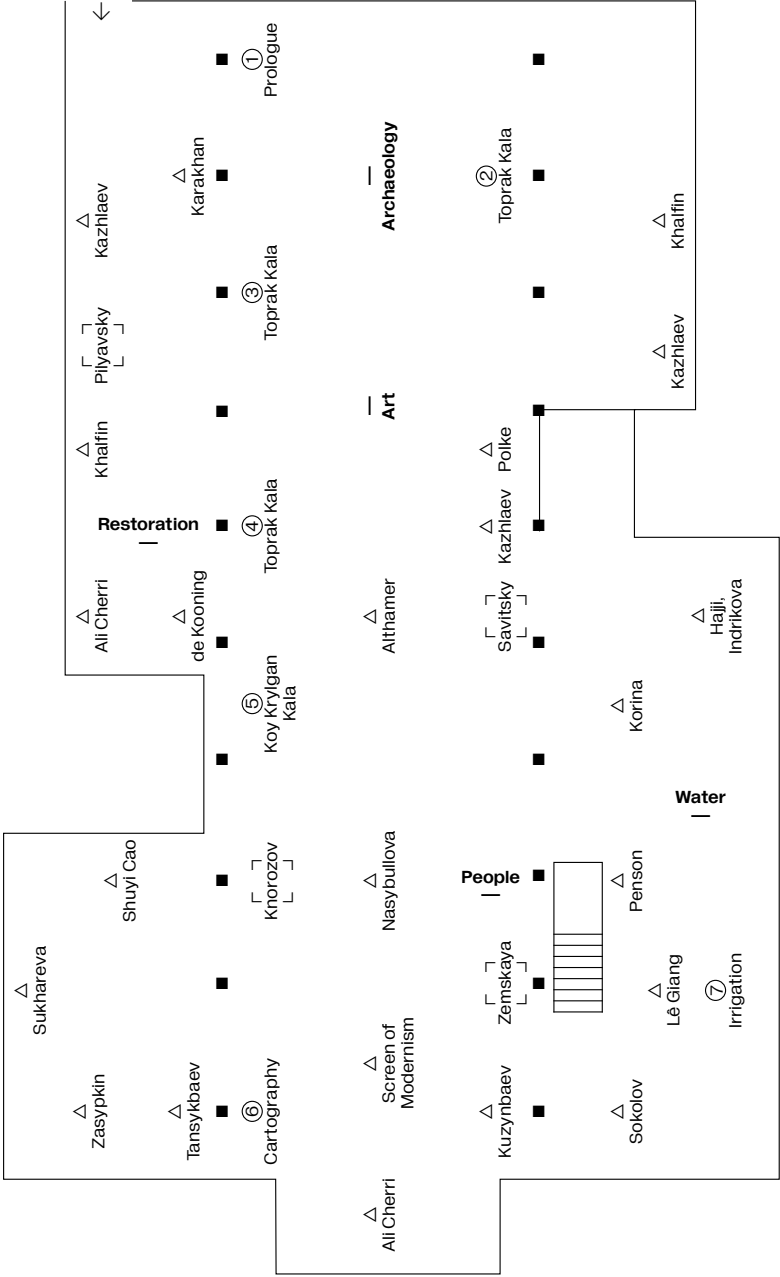 ①
Prologue
Karakhan
Kazhlaev
Archaeology
②
Toprak Kala
Khalfin
③
Toprak Kala
Pilyavsky
Kazhlaev
Art
Khalfin
Polke
Restoration
④
Toprak Kala
Kazhlaev
Ali Cherri
de Kooning
Althamer
Savitsky
Hajji,
Indrikova
⑤
Koy Krylgan
Kala
Korina
Water
Shuyi Cao
Knorozov
Nasybullova
People
Penson
Sukhareva
Zemskaya
Lê Giang
⑦
Irrigation
Screen of
Modernism
Zasypkin
Tansykbaev
⑥
Cartography
Kuzynbaev
Sokolov
Ali Cherri